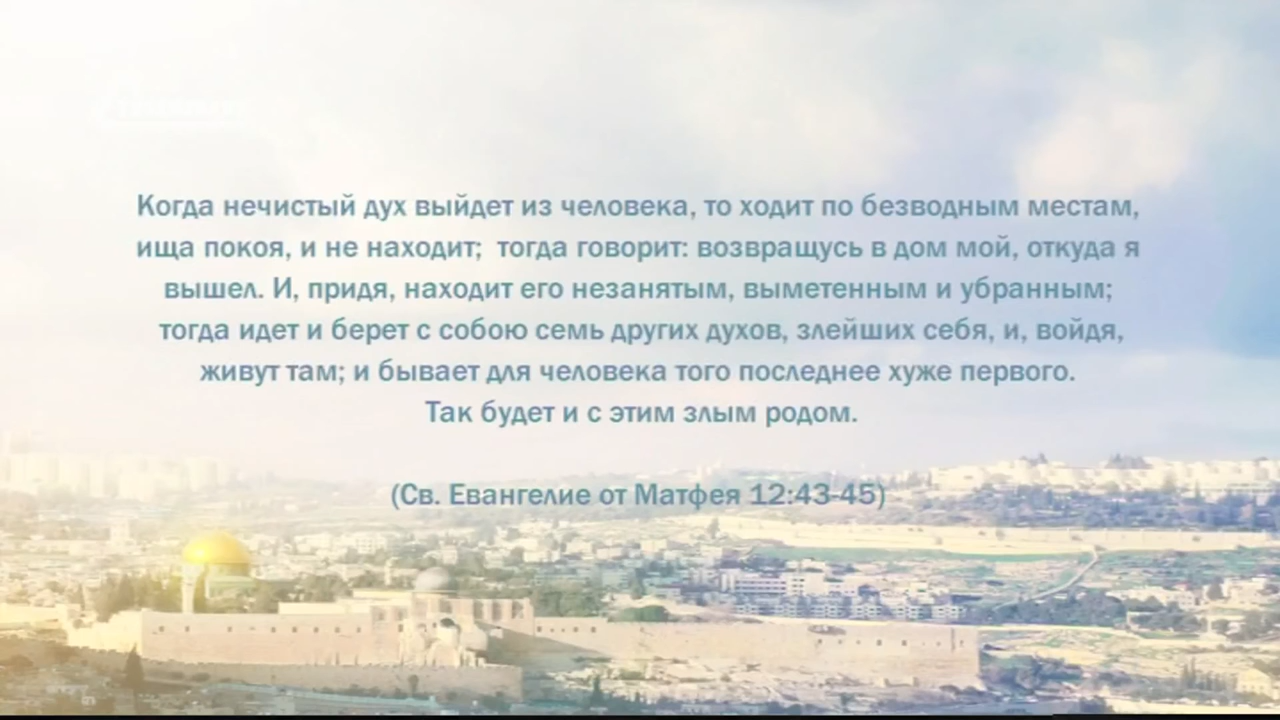 Когда нечистый дух выйдет из человека, то ходит по безводным местам,
ища покоя, и не находит; тогда говорит: возвращусь в дом мой, откуда я
вышел. И, придя, находит его незанятым, выметенным и убранным;
тогда идет и берет с собою семь других духов, злейших себя, и, войдя,
живут там; и бывает для человека того последнее хуже первого.
Так будет и с этим злым родом.
(Св. Евангелие от Матфея 12:43-45)